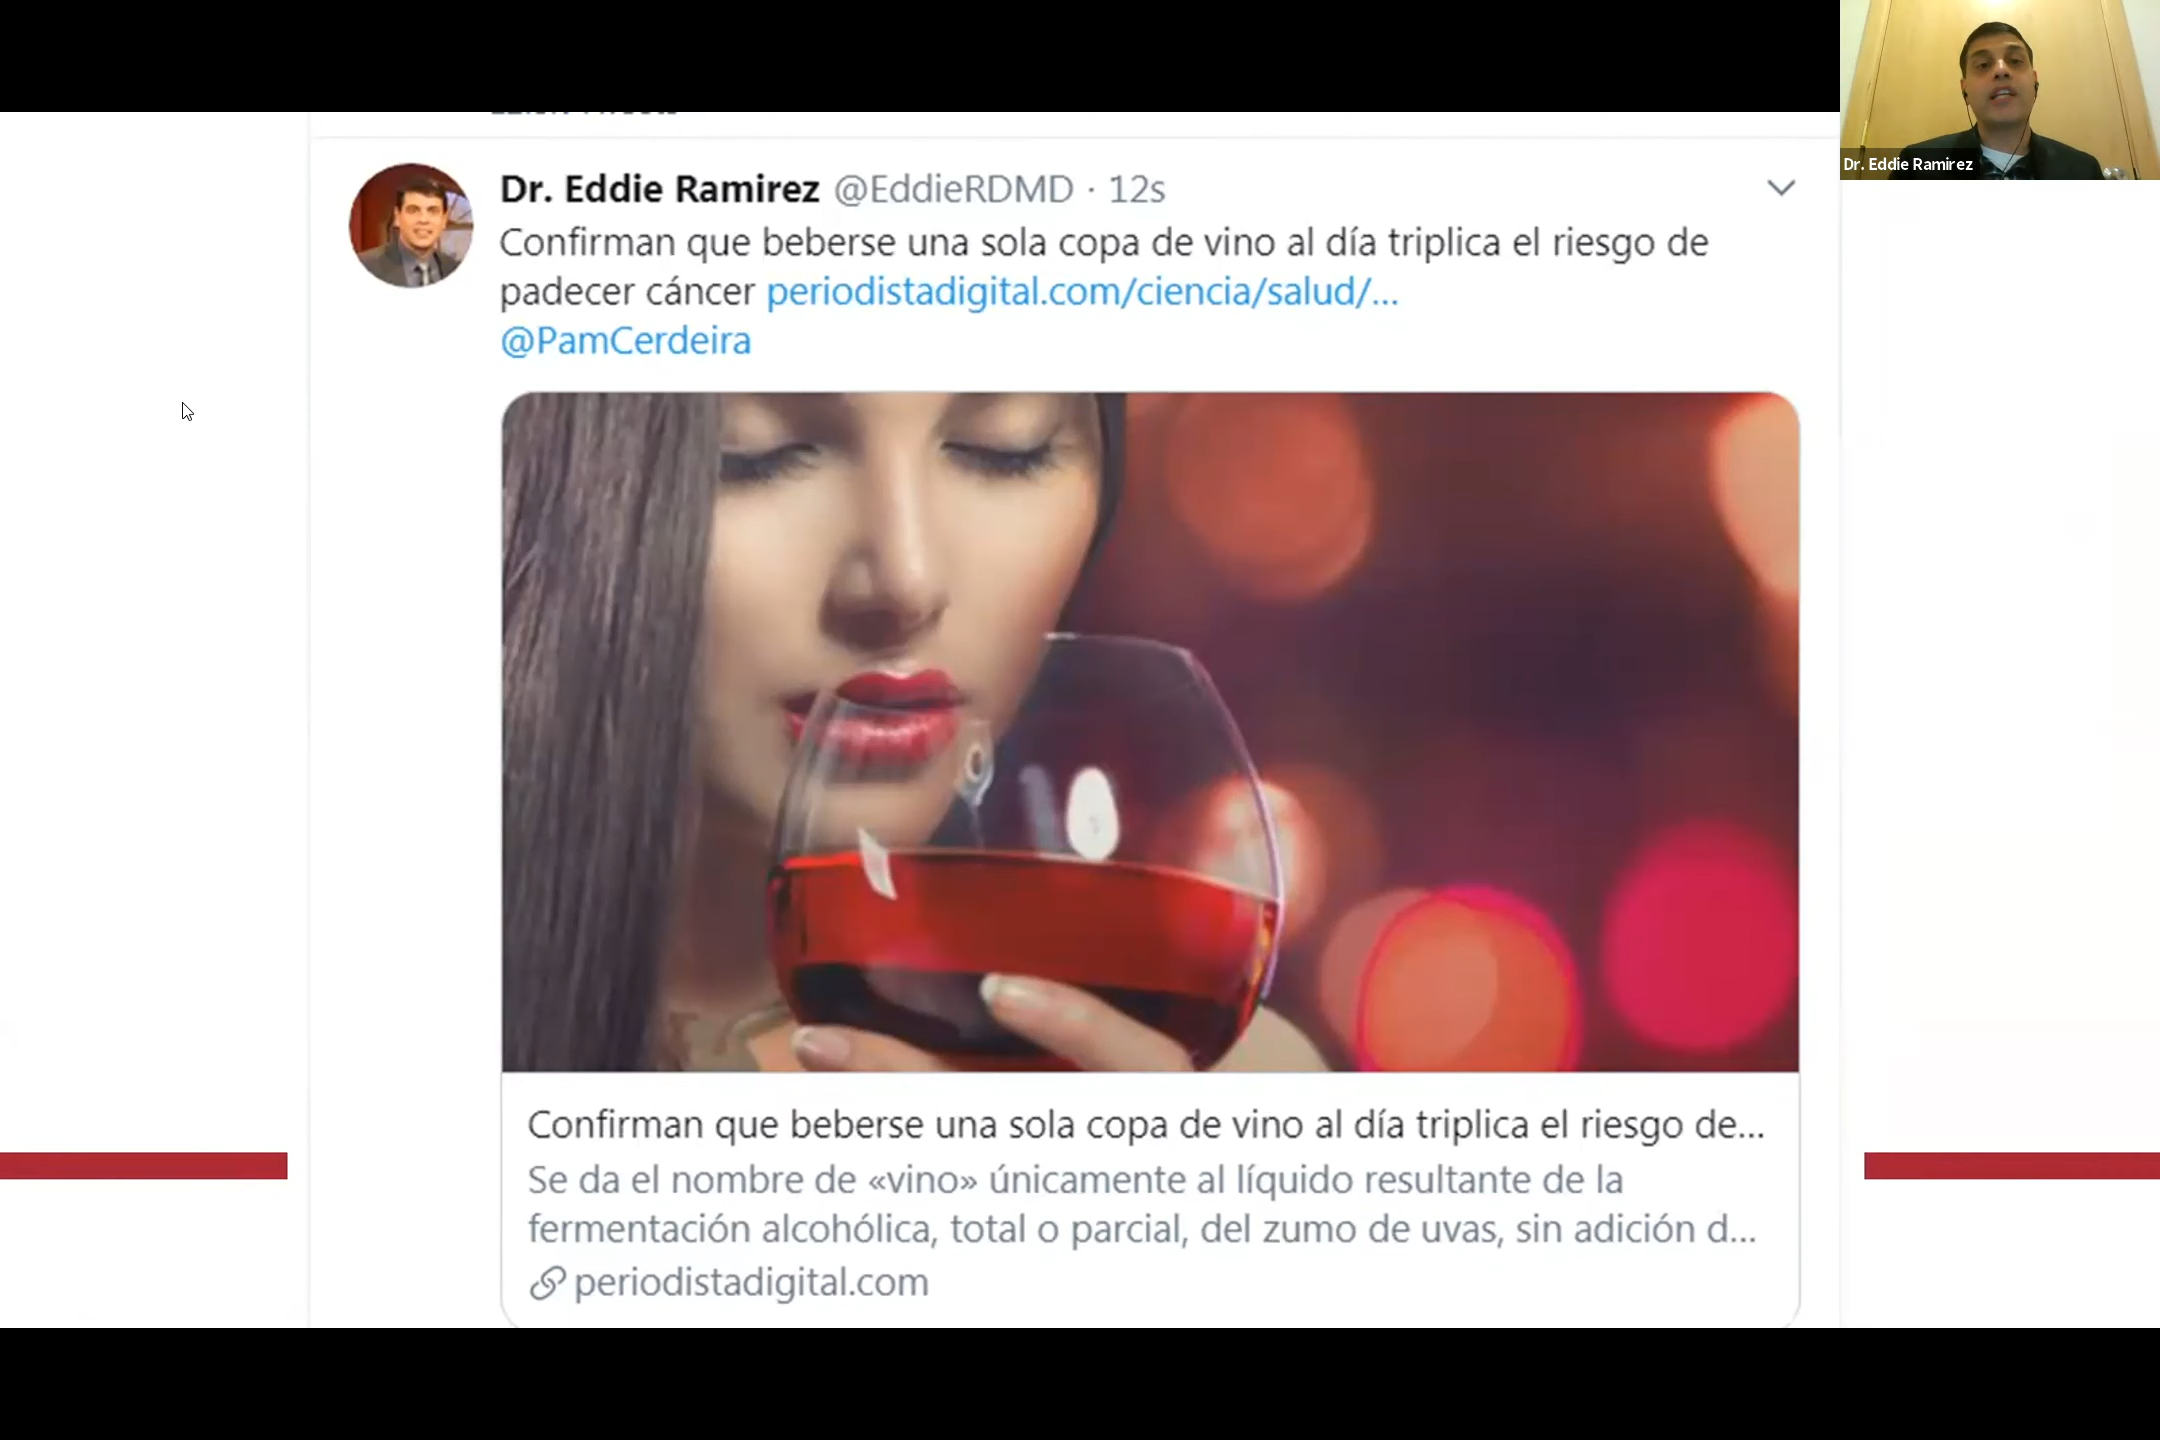 Dr. Eddie Ramirez
Dr. Eddie Ramirez @EddieRDMD · 12s
Confirman que beberse una sola copa de vino al día triplica el riesgo de
padecer cáncer periodistadigital.com/ciencia/salud/...
@PamCerdeira
Confirman que beberse una sola copa de vino al día triplica el riesgo de...
Se da el nombre de «vino» únicamente al líquido resultante de la
fermentación alcohólica, total o parcial, del zumo de uvas, sin adición d...
periodistadigital.com